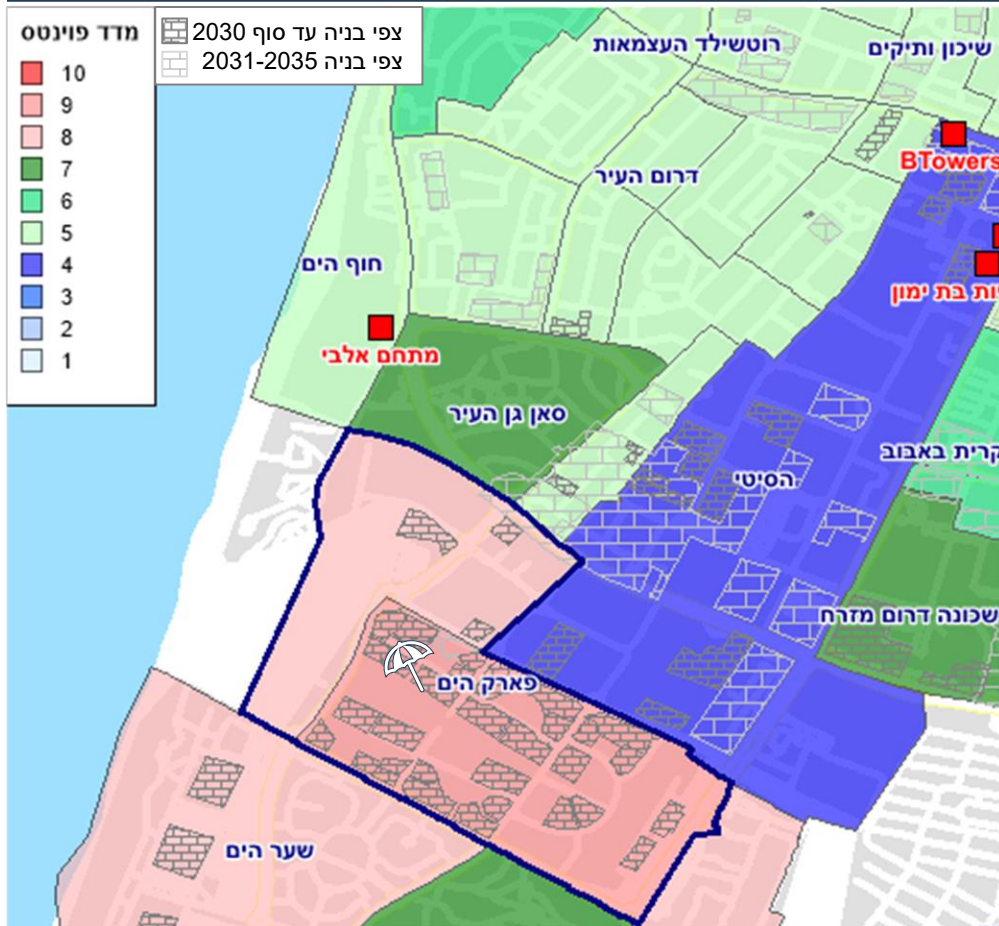 מדד פוינטס
10
9
8
7
6
5
4
3
2
1
צפי בניה עד סוף 2030
צפי בניה 2031-2035
רוטשילד העצמאות
שיכון ותיקים
BTowers
דרום העיר
חוף הים
בת ימון
מתחם אלבי
סאן גן העיר
קרית באבוב
הסיטי
שכונה דרום מזרח
פארק הים
שער הים